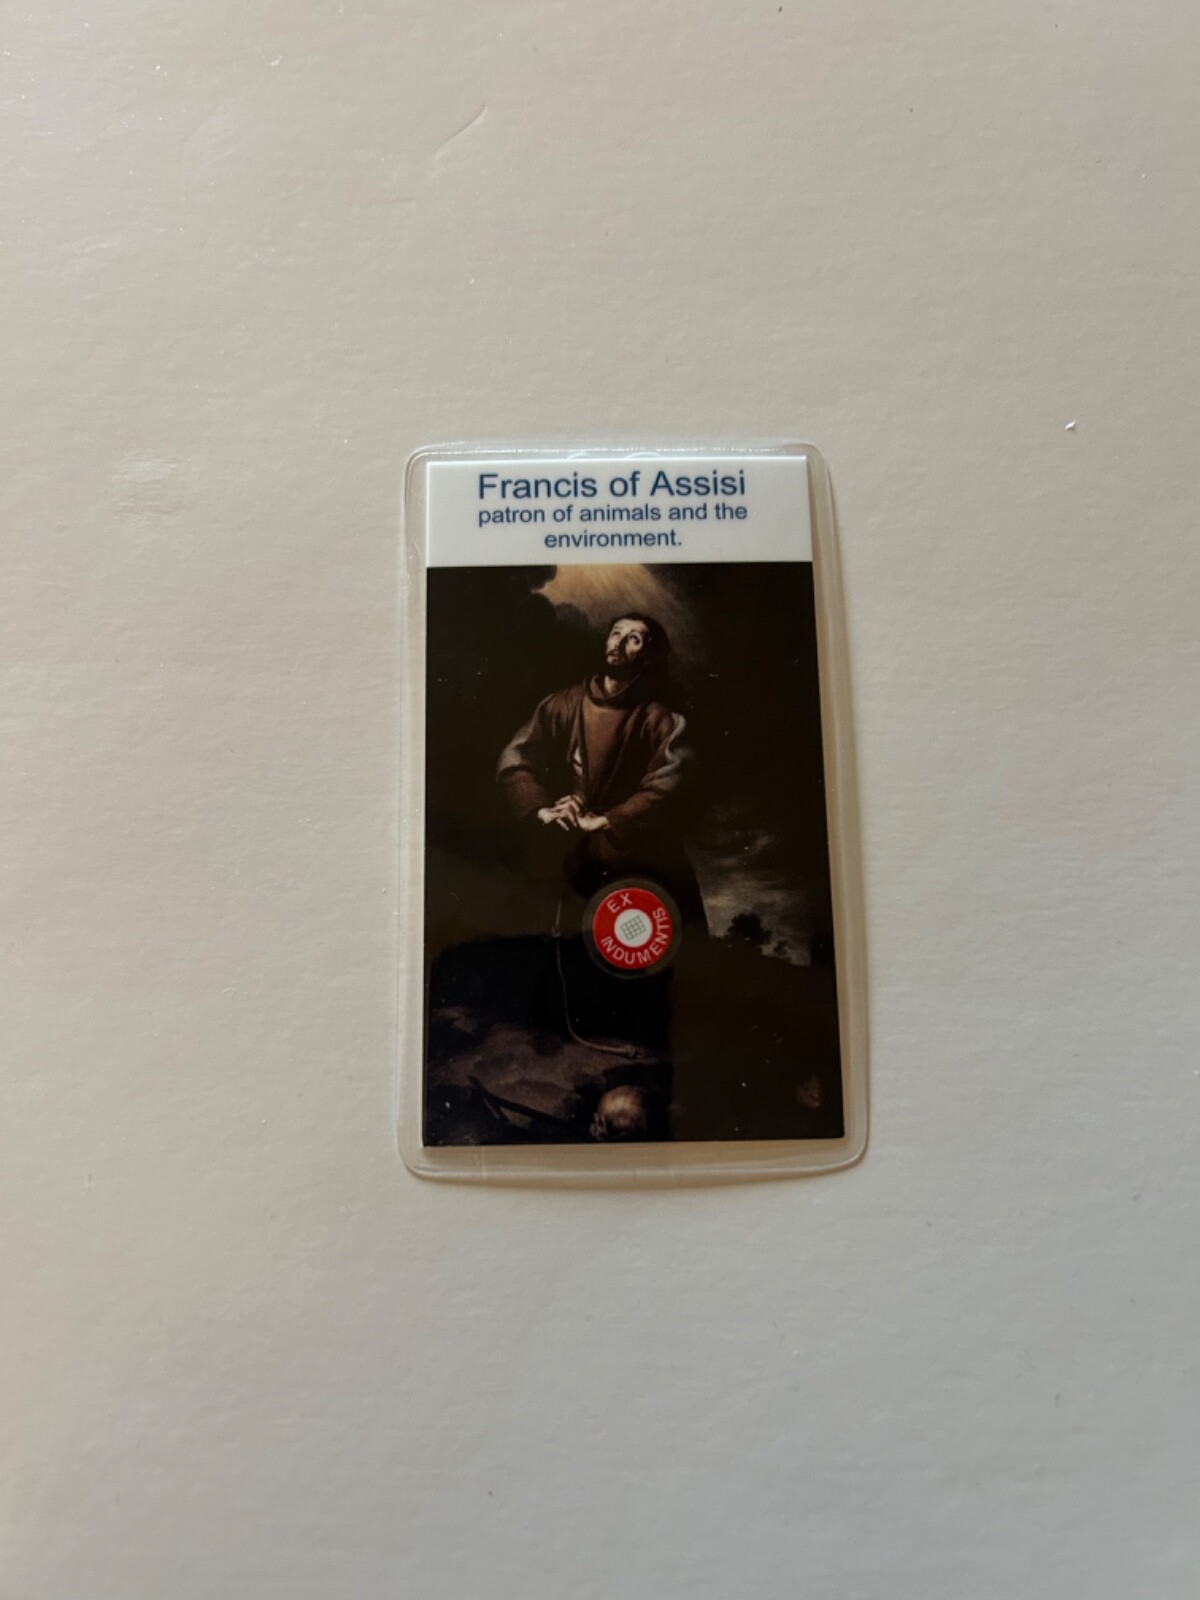 Francis of Assisi
patron of animals and the
environment.
EX
INDUMENTIS